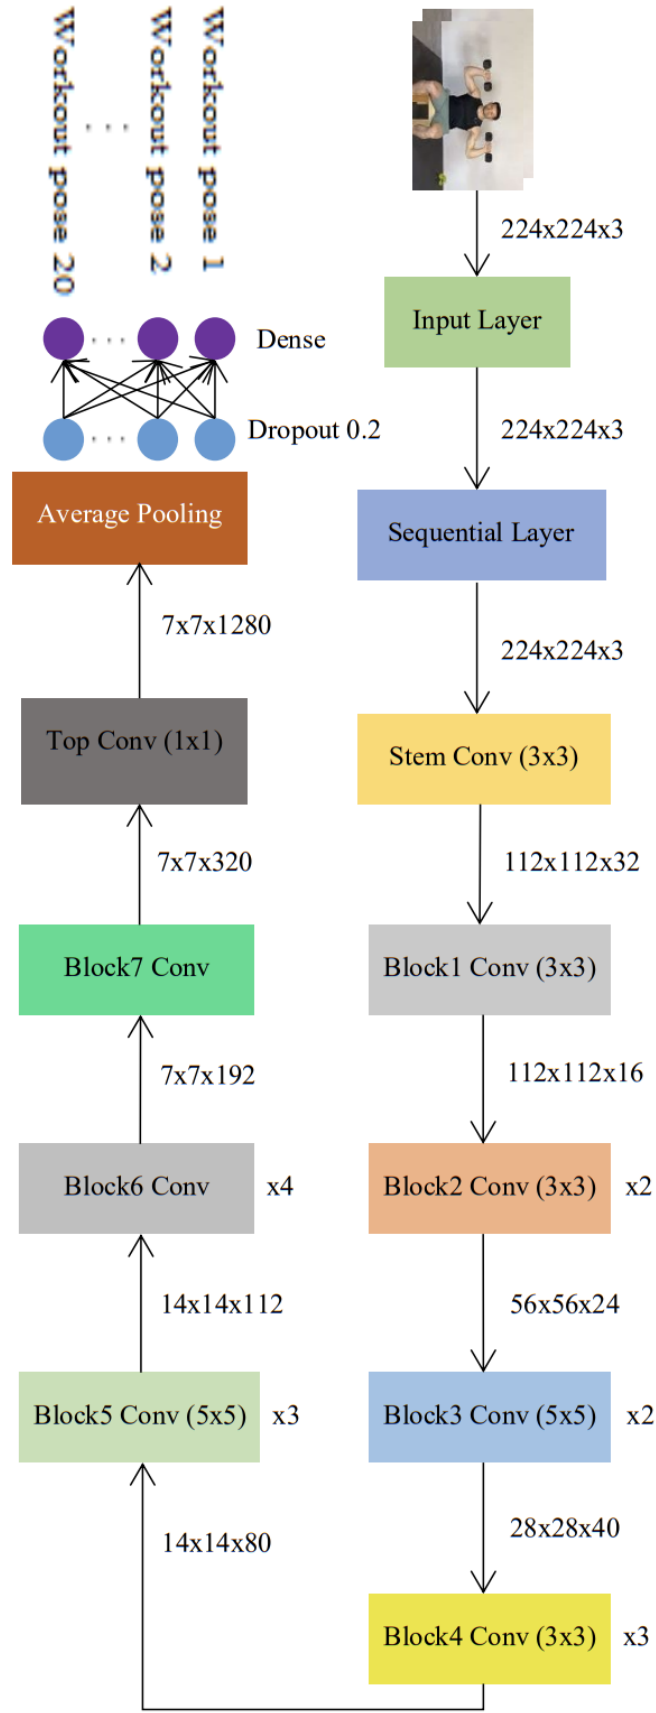 224x224x3
Input Layer
224x224x3
Sequential Layer
224x224x3
Stem Conv (3x3)
112x112x32
Block1 Conv (3x3)
112x112x16
Block2 Conv (3x3) x2
56x56x24
Block3 Conv (5x5) x2
28x28x40
Block4 Conv (3x3) x3
14x14x80
Block5 Conv (5x5) x3
14x14x112
Block6 Conv x4
7x7x192
Block7 Conv
7x7x320
Top Conv (1x1)
7x7x1280
Average Pooling
Dropout 0.2
Dense
Workout pose 1
Workout pose 2
...
Workout pose 20